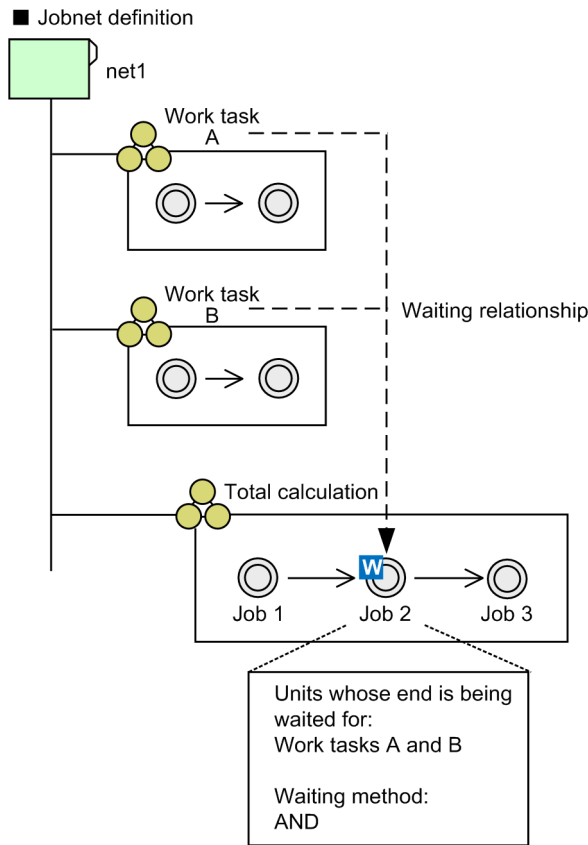 ■ Jobnet definition
net1
Work task
A
Work task
B
Waiting relationship
Total calculation
W
Job 1
Job 2
Job 3
Units whose end is being
waited for:
Work tasks A and B
Waiting method:
AND